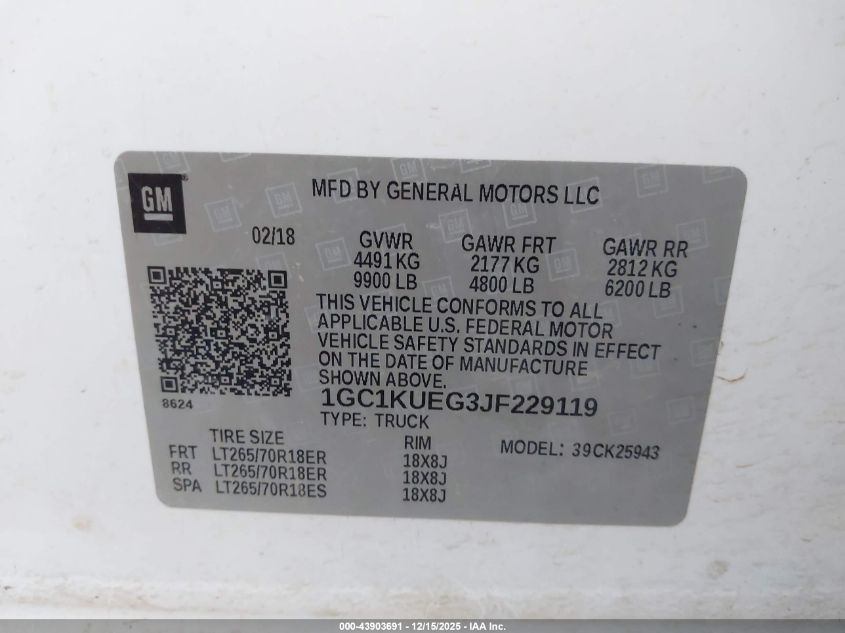 GM
MFD BY GENERAL MOTORS LLC
02/18
GVWR GAWR FRT GAWR RR
4491 KG 2177 KG 2812 KG
9900 LB 4800 LB 6200 LB
THIS VEHICLE CONFORMS TO ALL
APPLICABLE U.S. FEDERAL MOTOR
VEHICLE SAFETY STANDARDS IN EFFECT
ON THE DATE OF MANUFACTURE
SHOWN ABOVE.
8624
1GC1KUEG3JF229119
TYPE: TRUCK
TIRE SIZE RIM MODEL: 39CK25943
FRT LT265/70R18ER 18X8J
RR LT265/70R18ER 18X8J
SPA LT265/70R18ES 18X8J
000-43903691 - 12/15/2025 - IAA Inc.